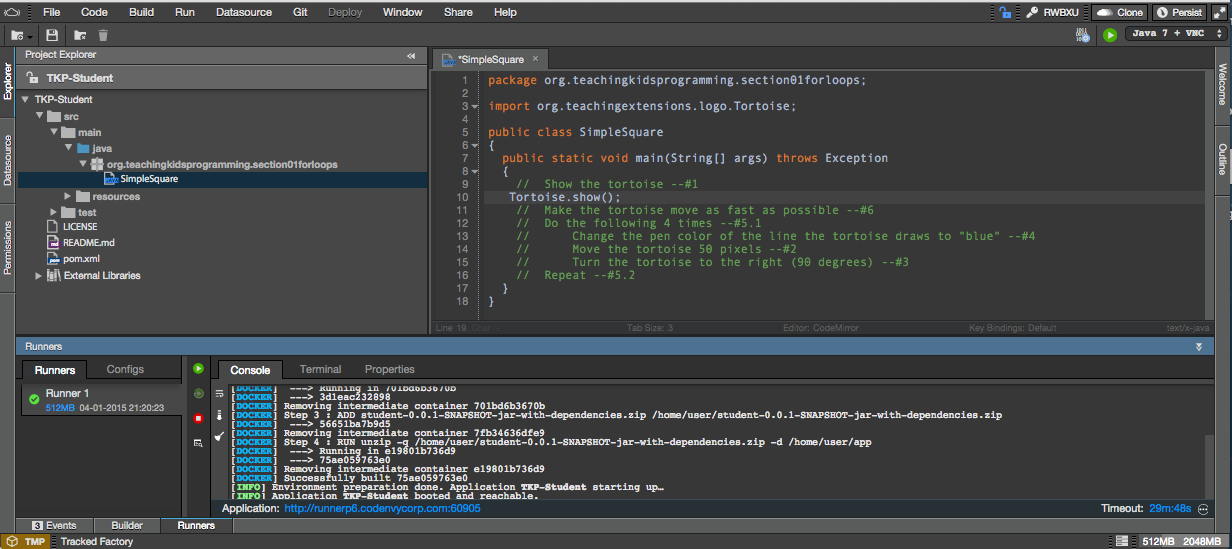 File Code Build Run Datasource Git Deploy Window Share Help RWBXU Clone Persist
Java 7 + VNC
Project Explorer
Explorer
Datasource
Permissions
TKP-Student
TKP-Student
src
main
java
org.teachingkidsprogramming.section01forloops
SimpleSquare
resources
test
LICENSE
README.md
pom.xml
External Libraries
*SimpleSquare ×
1 package org.teachingkidsprogramming.section01forloops;
2
3 import org.teachingextensions.logo.Tortoise;
4
5 public class SimpleSquare
6 {
7 public static void main(String[] args) throws Exception
8 {
9 // Show the tortoise --#1
10 Tortoise.show();
11 // Make the tortoise move as fast as possible --#6
12 // Do the following 4 times --#5.1
13 // Change the pen color of the line the tortoise draws to "blue" --#4
14 // Move the tortoise 50 pixels --#2
15 // Turn the tortoise to the right (90 degrees) --#3
16 // Repeat --#5.2
17 }
18 }
Line 19 Char -- Tab Size: 3 Editor: CodeMirror Key Bindings: Default text/x-java
Welcome
Outline
Runners
Runners Configs
Runner 1
512MB 04-01-2015 21:20:23
Console Terminal Properties
[DOCKER] ---> Running in 701bd6b3670b
[DOCKER] ---> 3d1eac232898
[DOCKER] Removing intermediate container 701bd6b3670b
[DOCKER] Step 3 : ADD student-0.0.1-SNAPSHOT-jar-with-dependencies.zip /home/user/student-0.0.1-SNAPSHOT-jar-with-dependencies.zip
[DOCKER] ---> 56651ba7b9d5
[DOCKER] Removing intermediate container 7fb34636dfe9
[DOCKER] Step 4 : RUN unzip -q /home/user/student-0.0.1-SNAPSHOT-jar-with-dependencies.zip -d /home/user/app
[DOCKER] ---> Running in e19801b736d9
[DOCKER] ---> 75ae059763e0
[DOCKER] Removing intermediate container e19801b736d9
[DOCKER] Successfully built 75ae059763e0
[INFO] Environment preparation done. Application TKP-Student starting up…
[INFO] Application TKP-Student booted and reachable.
Application: http://runnerp6.codenvycorp.com:60905 Timeout: 29m:48s
3 Events Builder Runners
TMP Tracked Factory 512MB 2048MB